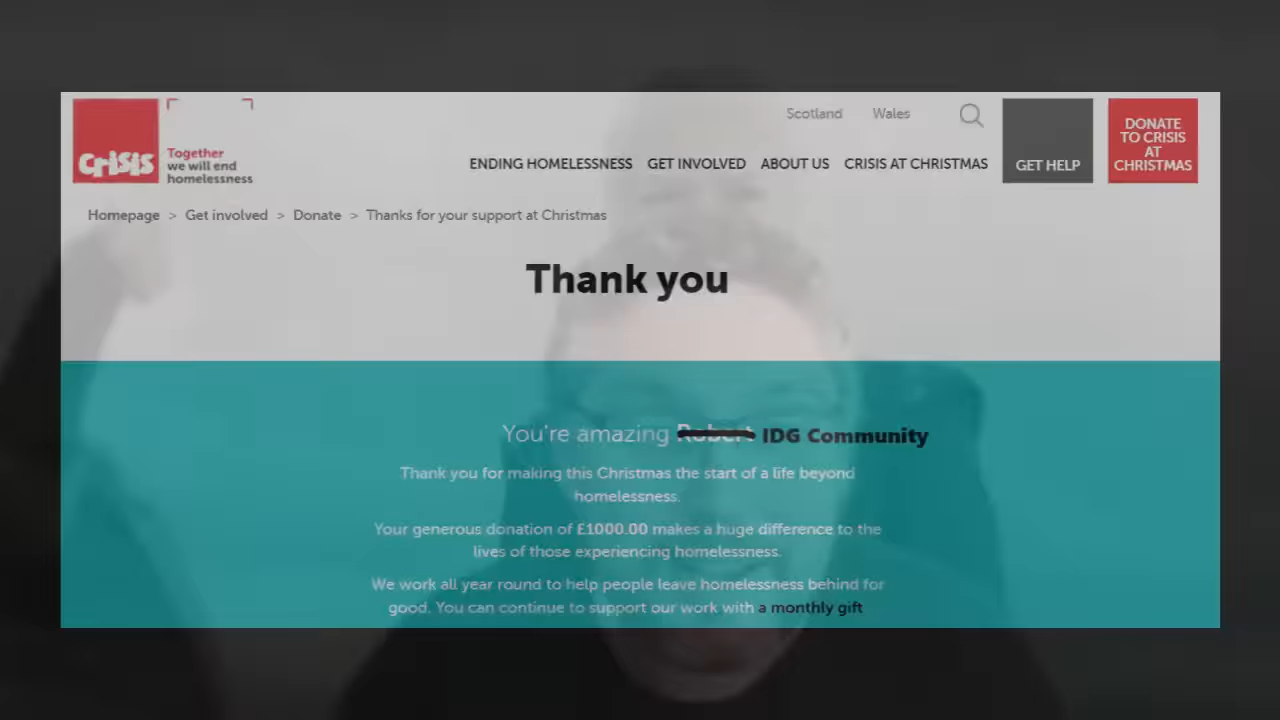 Scotland Wales
crisis
Together
we will end
homelessness
ENDING HOMELESSNESS GET INVOLVED ABOUT US CRISIS AT CHRISTMAS
GET HELP
DONATE
TO CRISIS
AT
CHRISTMAS
Homepage > Get involved > Donate > Thanks for your support at Christmas
Thank you
You're amazing Robert IDG Community
Thank you for making this Christmas the start of a life beyond
homelessness.
Your generous donation of £1000.00 makes a huge difference to the
lives of those experiencing homelessness.
We work all year round to help people leave homelessness behind for
good. You can continue to support our work with a monthly gift